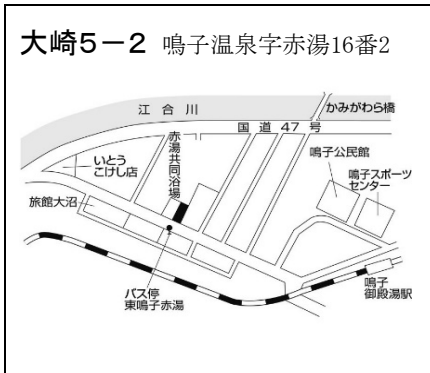 大崎5－2 鳴子温泉字赤湯16番2
江合川
かみがわら橋
国道47号
赤湯共同浴場
鳴子公民館
いとう
こけし店
鳴子スポーツ
センター
旅館大沼
バス停
東鳴子赤湯
鳴子
御殿湯駅